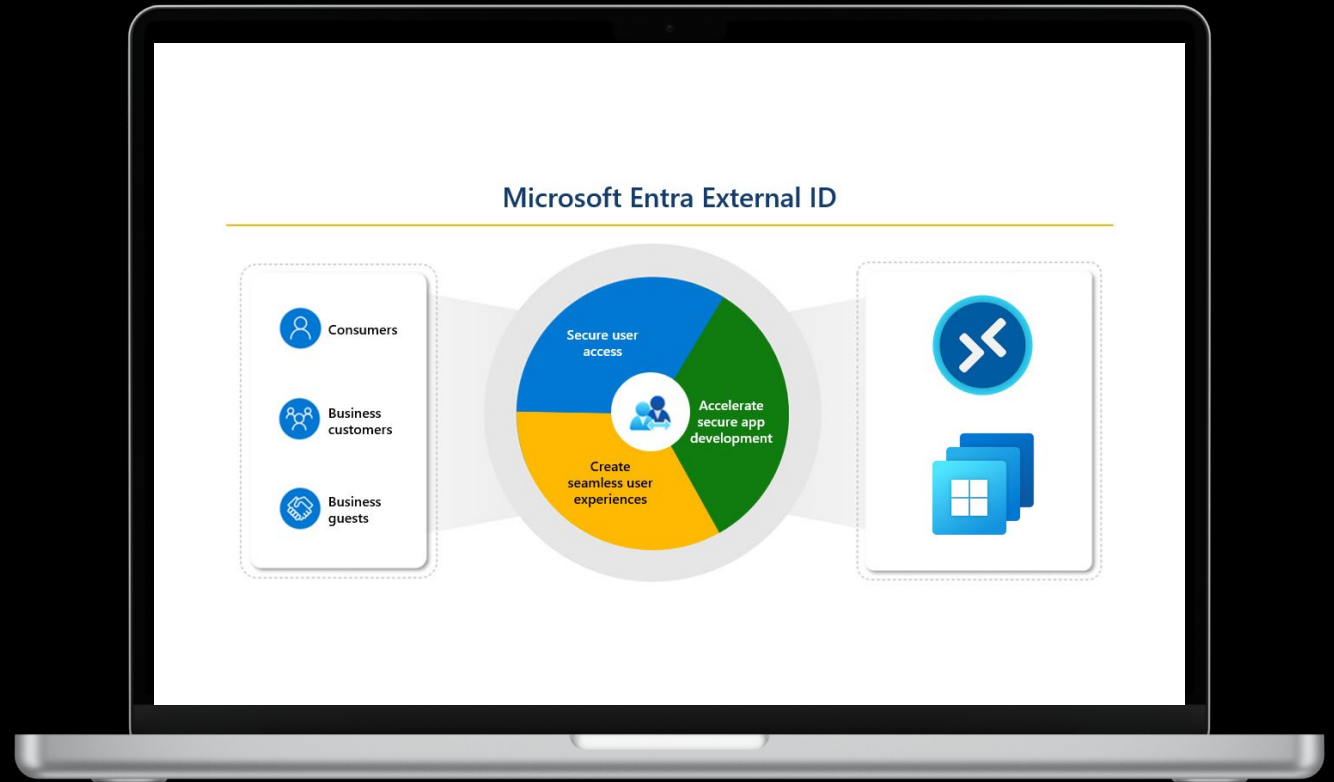 Microsoft Entra External ID
Consumers
Business
customers
Business
guests
Secure user
access
Accelerate
secure app
development
Create
seamless user
experiences